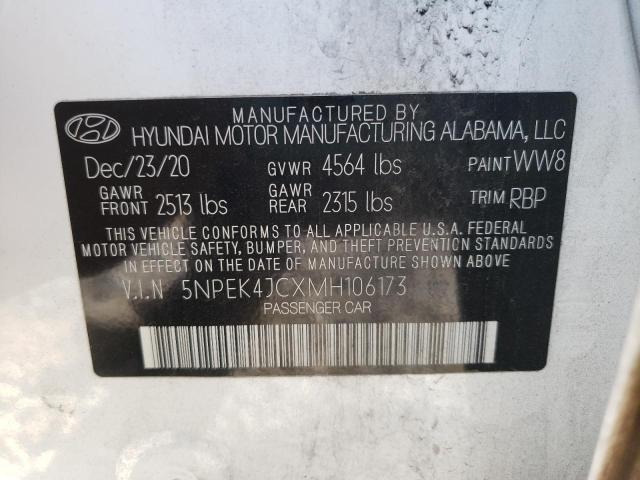 MANUFACTURED BY
HYUNDAI MOTOR MANUFACTURING ALABAMA, LLC
Dec/23/20 GVWR 4564 lbs PAINT WW8
GAWR FRONT 2513 lbs GAWR REAR 2315 lbs TRIM RBP
THIS VEHICLE CONFORMS TO ALL APPLICABLE U.S.A. FEDERAL
MOTOR VEHICLE SAFETY, BUMPER, AND THEFT PREVENTION STANDARDS
IN EFFECT ON THE DATE OF MANUFACTURE SHOWN ABOVE
V.I.N 5NPEK4JCXMH106173
PASSENGER CAR